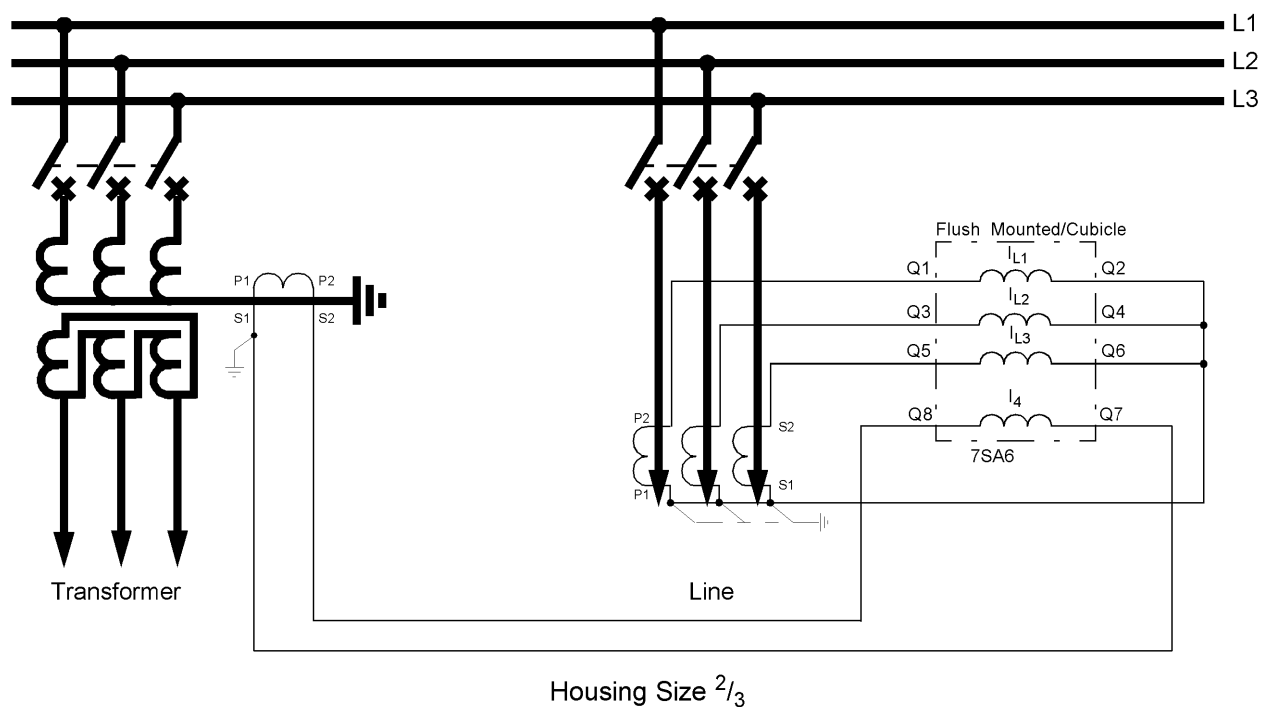 L1
L2
L3
Flush Mounted/Cubicle
Q1 IL1 Q2
P1 P2
IL2
Q3 Q4
S1 S2
IL3
Q5 Q6
I4
P2 Q8 Q7
S2
7SA6
P1 S1
Transformer Line
Housing Size 2/3